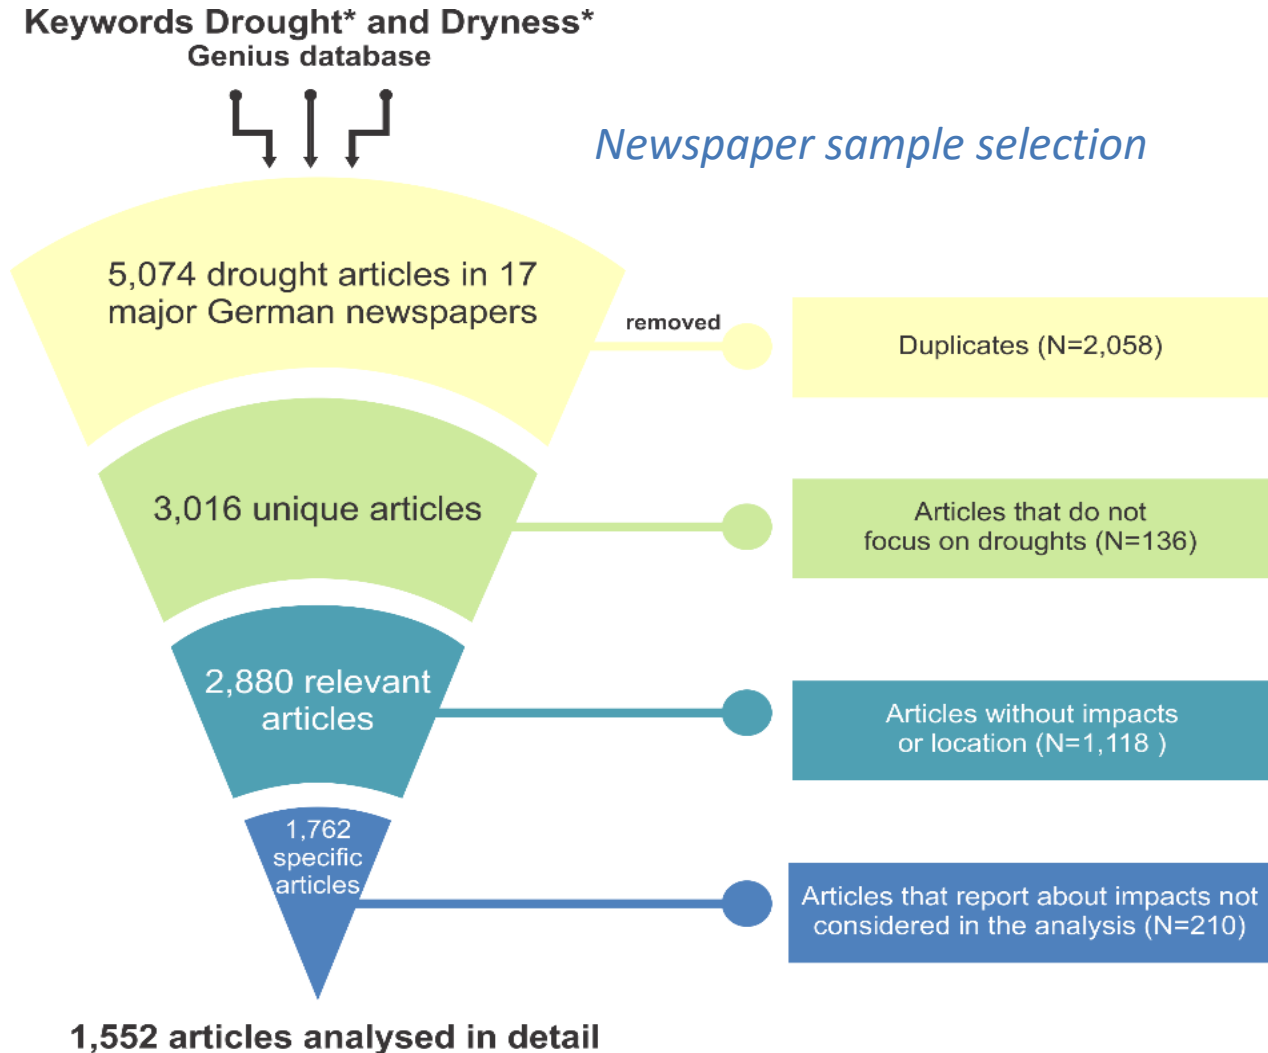 Keywords Drought* and Dryness*
Genius database
Newspaper sample selection
5,074 drought articles in 17
major German newspapers
removed
Duplicates (N=2,058)
3,016 unique articles
Articles that do not
focus on droughts (N=136)
2,880 relevant
articles
Articles without impacts
or location (N=1,118 )
1,762
specific
articles
Articles that report about impacts not
considered in the analysis (N=210)
1,552 articles analysed in detail